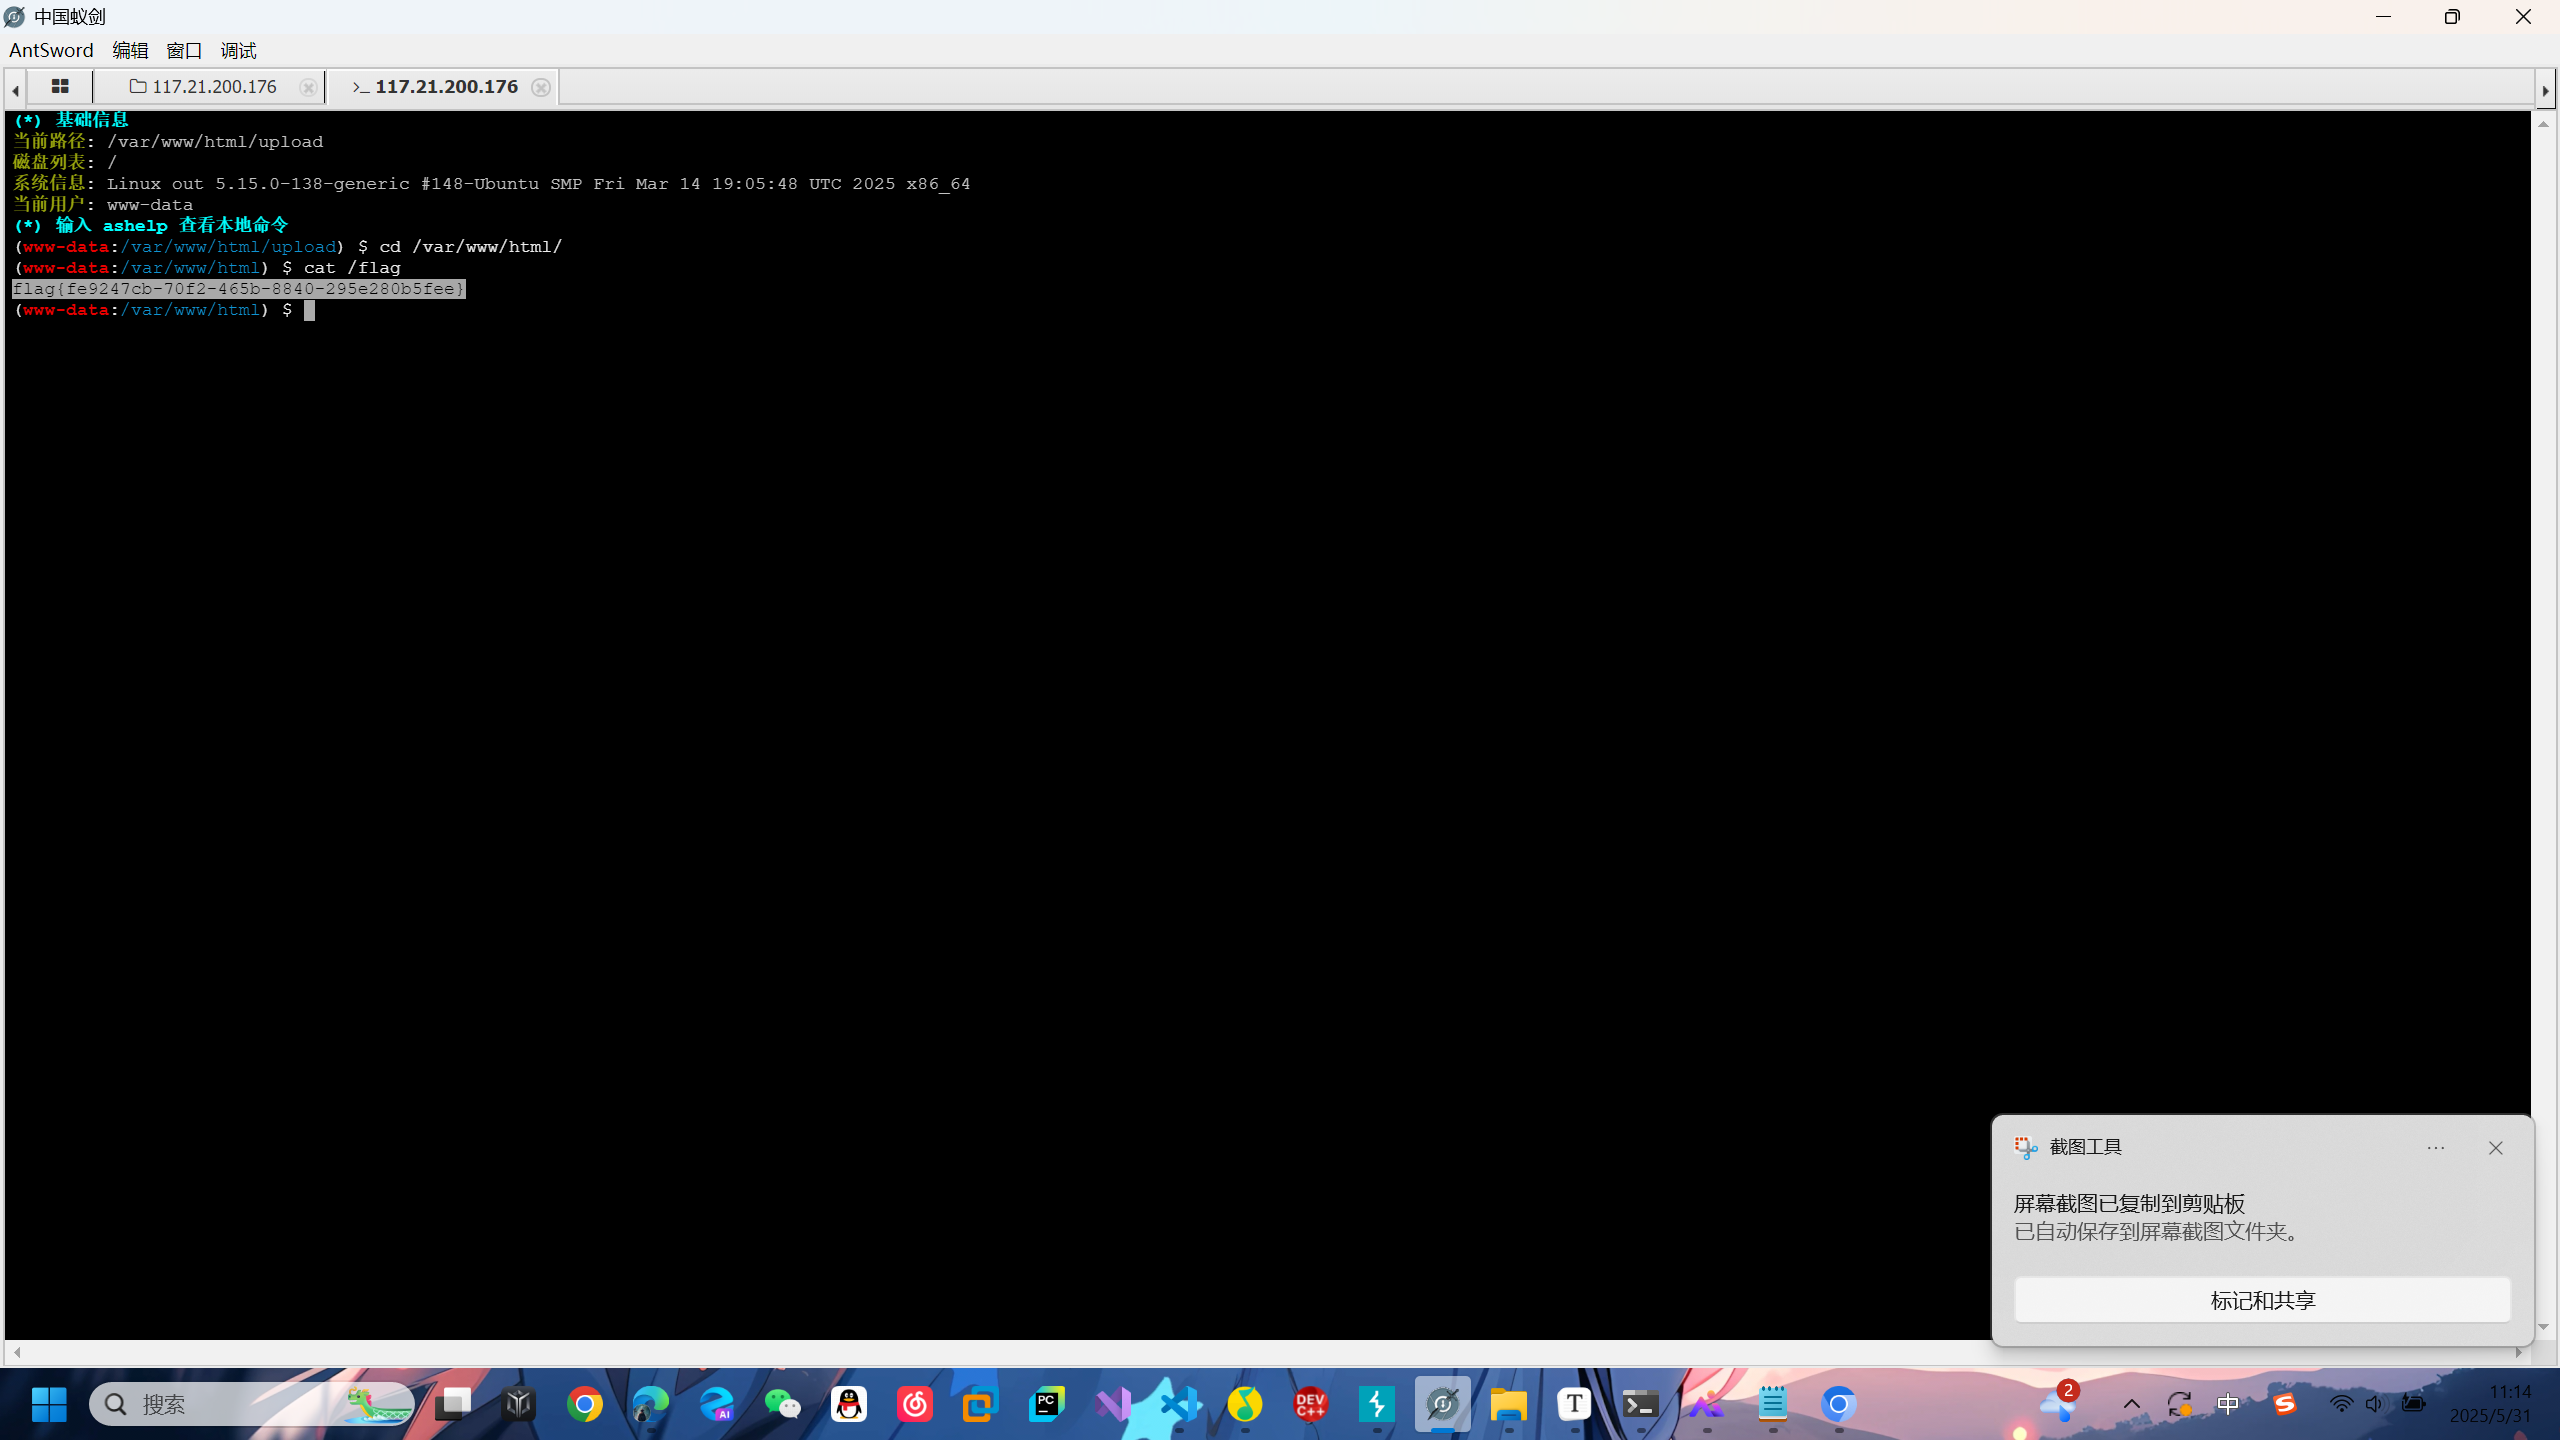 中国蚁剑
AntSword 编辑 窗口 调试
117.21.200.176 >_ 117.21.200.176
(*) 基础信息
当前路径: /var/www/html/upload
磁盘列表: /
系统信息: Linux out 5.15.0-138-generic #148-Ubuntu SMP Fri Mar 14 19:05:48 UTC 2025 x86_64
当前用户: www-data
(*) 输入 ashelp 查看本地命令
(www-data:/var/www/html/upload) $ cd /var/www/html/
(www-data:/var/www/html) $ cat /flag
flag{fe9247cb-70f2-465b-8840-295e280b5fee}
(www-data:/var/www/html) $
截图工具
屏幕截图已复制到剪贴板
已自动保存到屏幕截图文件夹。
标记和共享
搜索
AI
PC
DEV
C++
T
2
中
S
11:14
2025/5/31